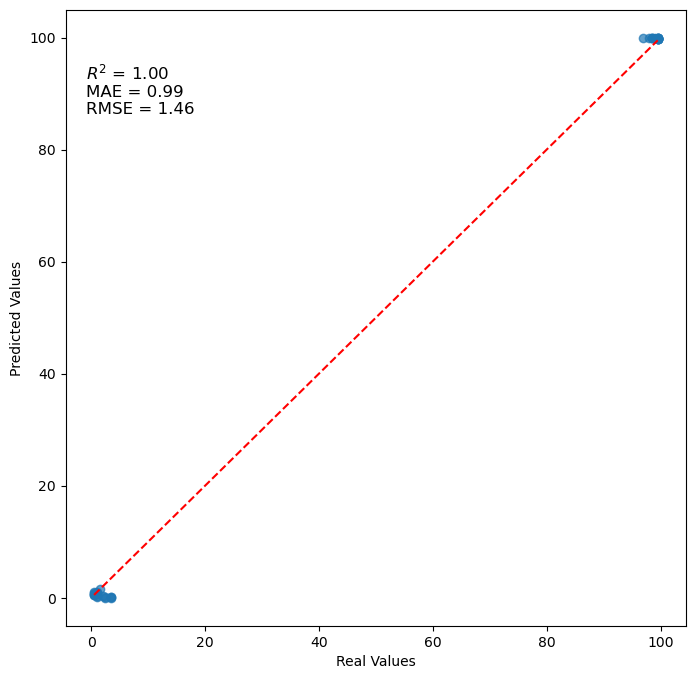 R² = 1.00
MAE = 0.99
RMSE = 1.46
100
80
60
40
20
0
Predicted Values
0 20 40 60 80 100
Real Values